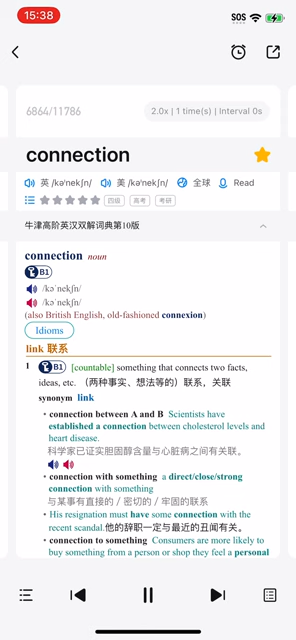 15:38
SOS
6864/11786
2.0x | 1 time(s) | Interval 0s
connection
英 /kəˈnekʃn/ 美 /kəˈnekʃn/ 全球 Read
四级 高考 考研
牛津高阶英汉双解词典第10版
connection noun
B1
/kəˈnekʃn/
/kəˈnekʃn/
(also British English, old-fashioned connexion)
Idioms
link 联系
1 B1 [countable] something that connects two facts,
ideas, etc. （两种事实、想法等的）联系，关联
synonym link
• connection between A and B Scientists have
established a connection between cholesterol levels and
heart disease.
科学家已证实胆固醇含量与心脏病之间有关联。
• connection with something a direct/close/strong
connection with something
与某事有直接的／密切的／牢固的联系
• His resignation must have some connection with the
recent scandal.他的辞职一定与最近的丑闻有关。
• connection to something Consumers are more likely to
buy something from a person or shop they feel a personal